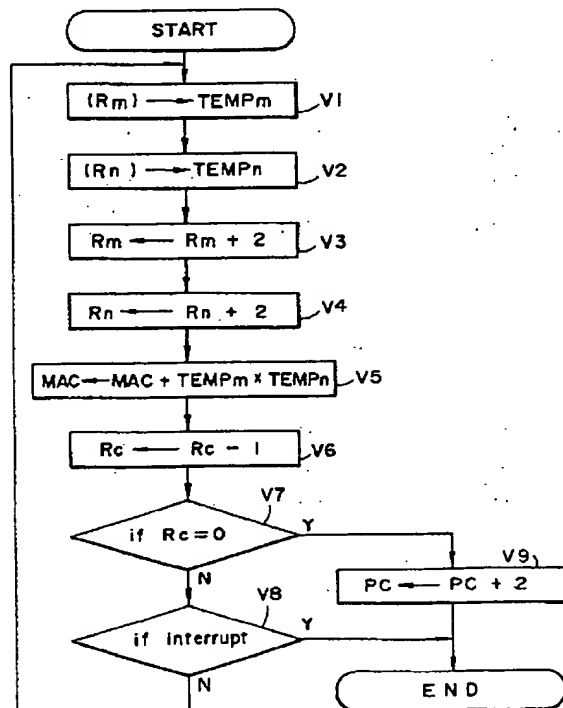 START
(Rm) → TEMPm V1
(Rn) → TEMPn V2
Rm ← Rm + 2 V3
Rn ← Rn + 2 V4
MAC ← MAC + TEMPm × TEMPn V5
Rc ← Rc - 1 V6
V7
if Rc = 0 Y
N
V9
PC ← PC + 2
V8
if interrupt Y
N
END